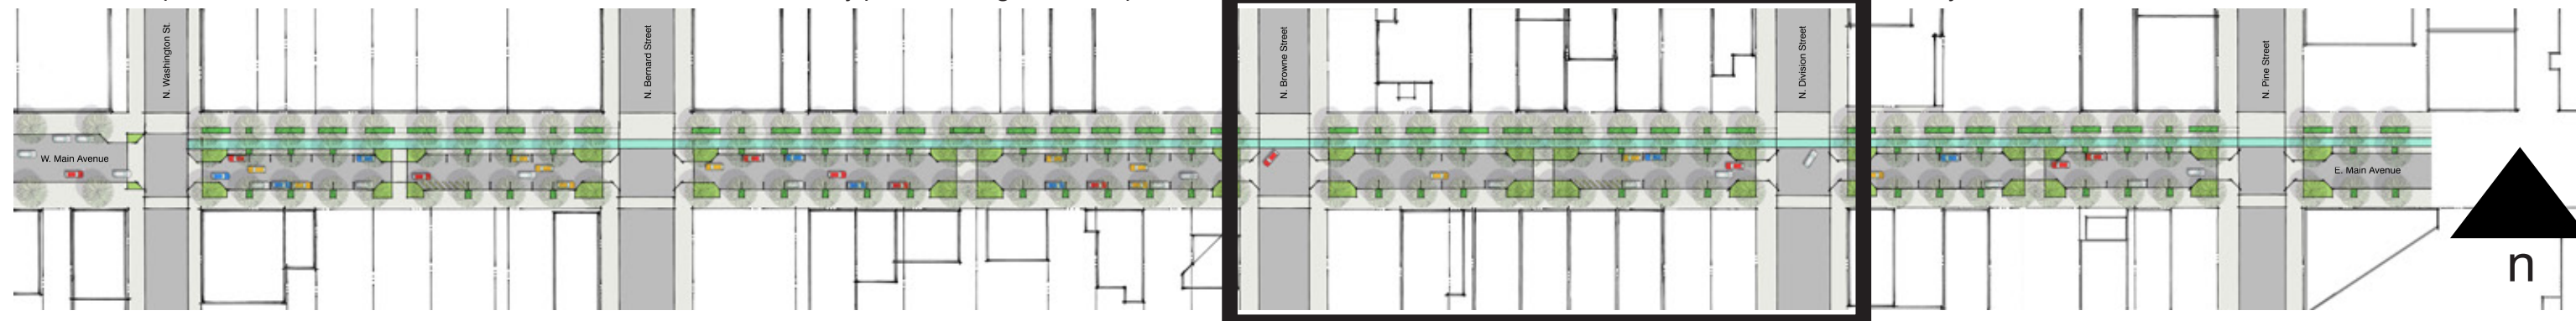 W. Main Avenue
N. Washington St.
N. Bernard Street
N. Browne Street
N. Division Street
N. Pine Street
E. Main Avenue
n